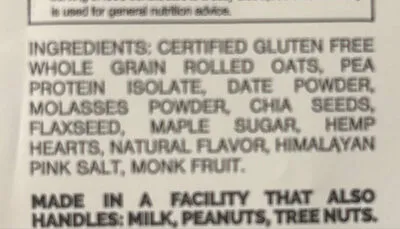 is used for general nutrition advice.
INGREDIENTS: CERTIFIED GLUTEN FREE
WHOLE GRAIN ROLLED OATS, PEA
PROTEIN ISOLATE, DATE POWDER,
MOLASSES POWDER, CHIA SEEDS,
FLAXSEED, MAPLE SUGAR, HEMP
HEARTS, NATURAL FLAVOR, HIMALAYAN
PINK SALT, MONK FRUIT.
MADE IN A FACILITY THAT ALSO
HANDLES: MILK, PEANUTS, TREE NUTS.